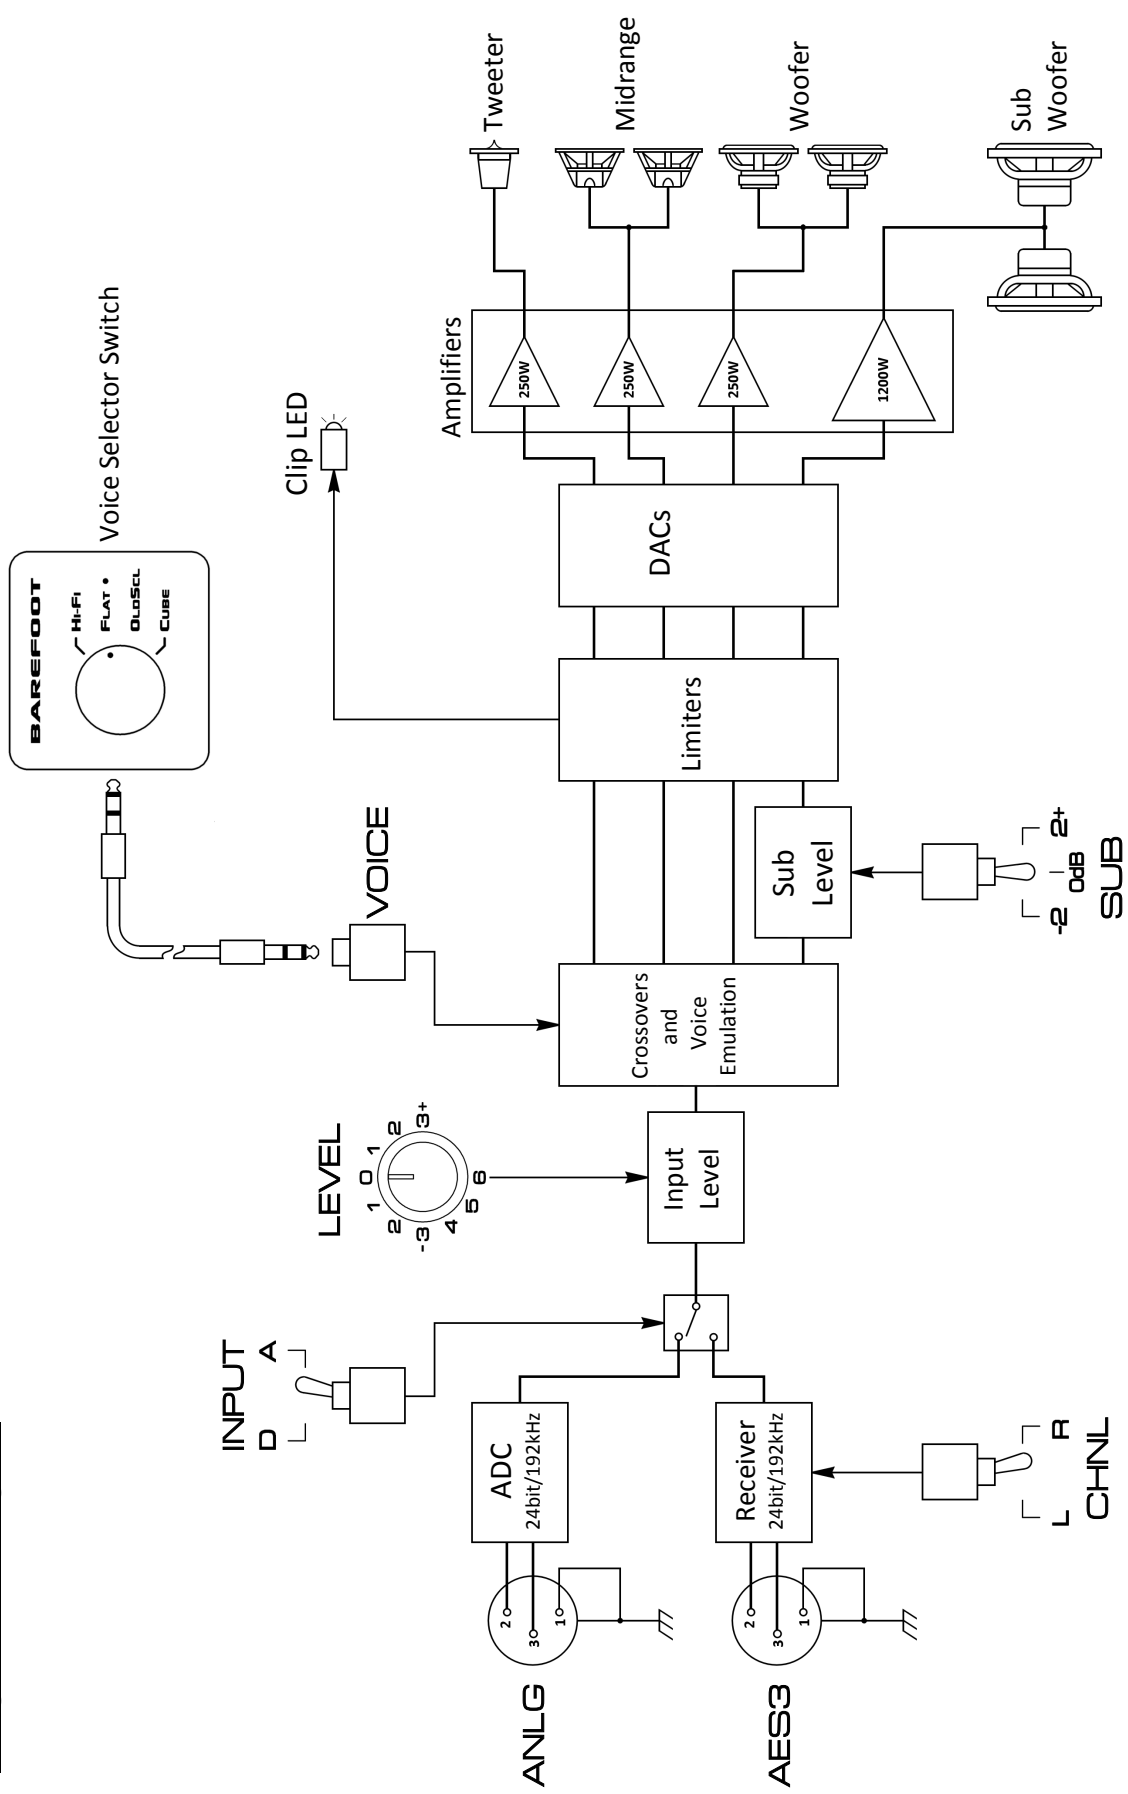 Voice Selector Switch
BAREFOOT
Hi-Fi
Flat •
OldScl
Cube
Clip LED
VOICE
LEVEL
-3
2
1
0
1
2
3+
4
5
6
INPUT
D
A
ANLG
2
3
1
ADC
24bit/192kHz
AES3
2
3
1
Receiver
24bit/192kHz
L
R
CHNL
Input
Level
Crossovers
and
Voice
Emulation
Sub
Level
-2
0dB
2+
SUB
Limiters
DACs
Amplifiers
250W
250W
250W
1200W
Tweeter
Midrange
Woofer
Sub
Woofer